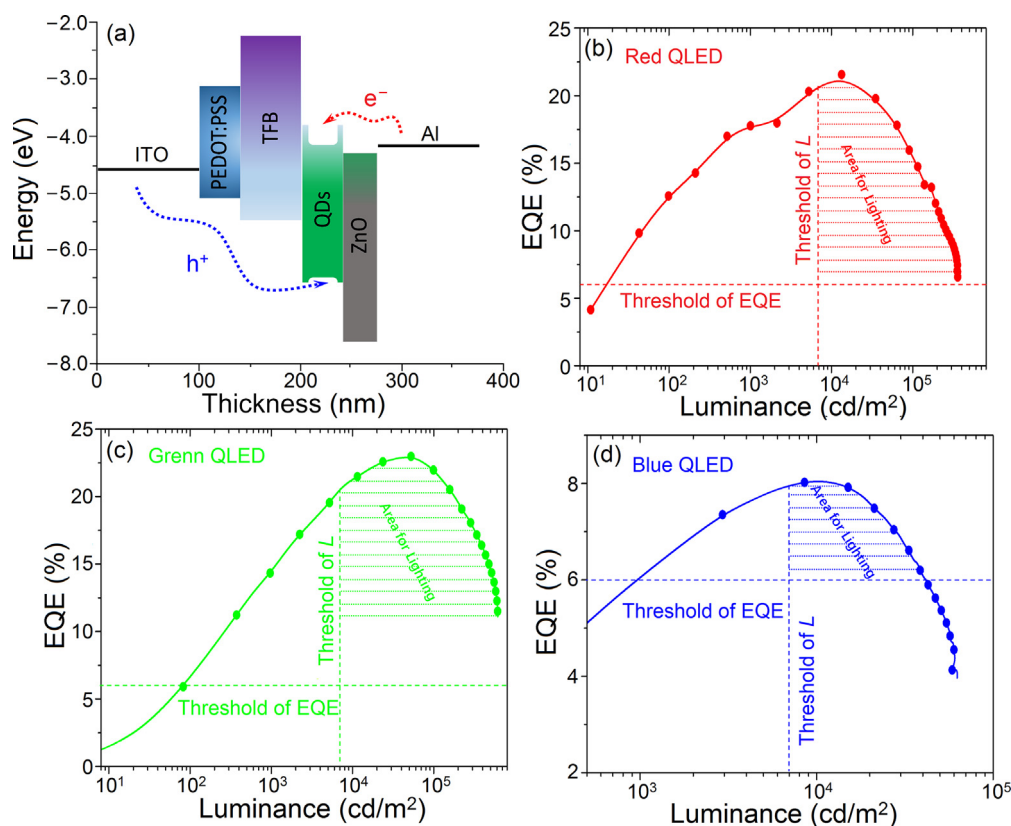 (a)
Energy (eV)
−2.0
−3.0
−4.0
−5.0
−6.0
−7.0
−8.0
ITO
PEDOT:PSS
TFB
QDs
ZnO
e⁻
Al
h⁺
0
100
200
300
400
Thickness (nm)
(b)
Red QLED
EQE (%)
25
20
15
10
5
0
Threshold of L
Area for Lighting
Threshold of EQE
10¹
10²
10³
10⁴
10⁵
Luminance (cd/m²)
(c)
Grenn QLED
EQE (%)
25
20
15
10
5
0
Threshold of L
Area for Lighting
Threshold of EQE
10¹
10²
10³
10⁴
10⁵
Luminance (cd/m²)
(d)
Blue QLED
EQE (%)
8
6
4
2
Area for Lighting
Threshold of EQE
Threshold of L
10³
10⁴
10⁵
Luminance (cd/m²)